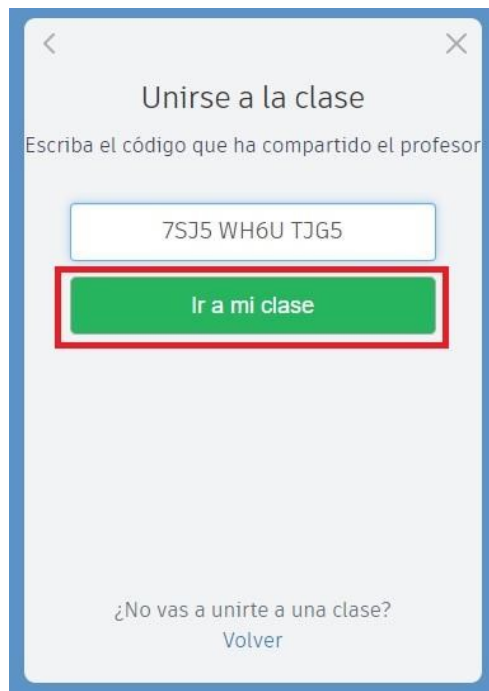 Unirse a la clase
Escriba el código que ha compartido el profesor
7SJ5 WH6U TJG5
Ir a mi clase
¿No vas a unirte a una clase?
Volver